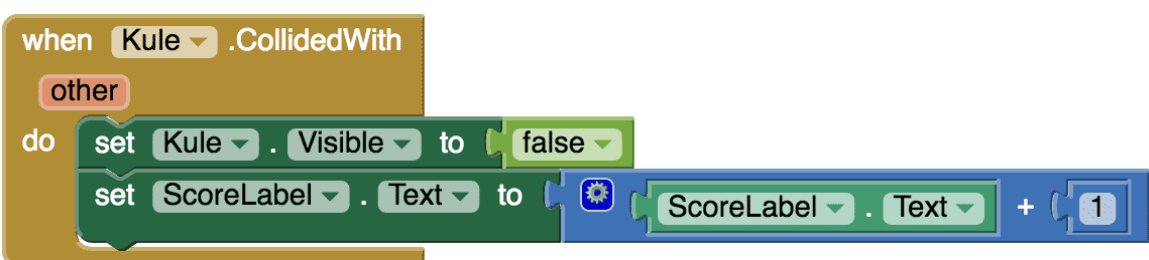 when Kule .CollidedWith
other
do set Kule . Visible to false
set ScoreLabel . Text to ScoreLabel . Text + 1